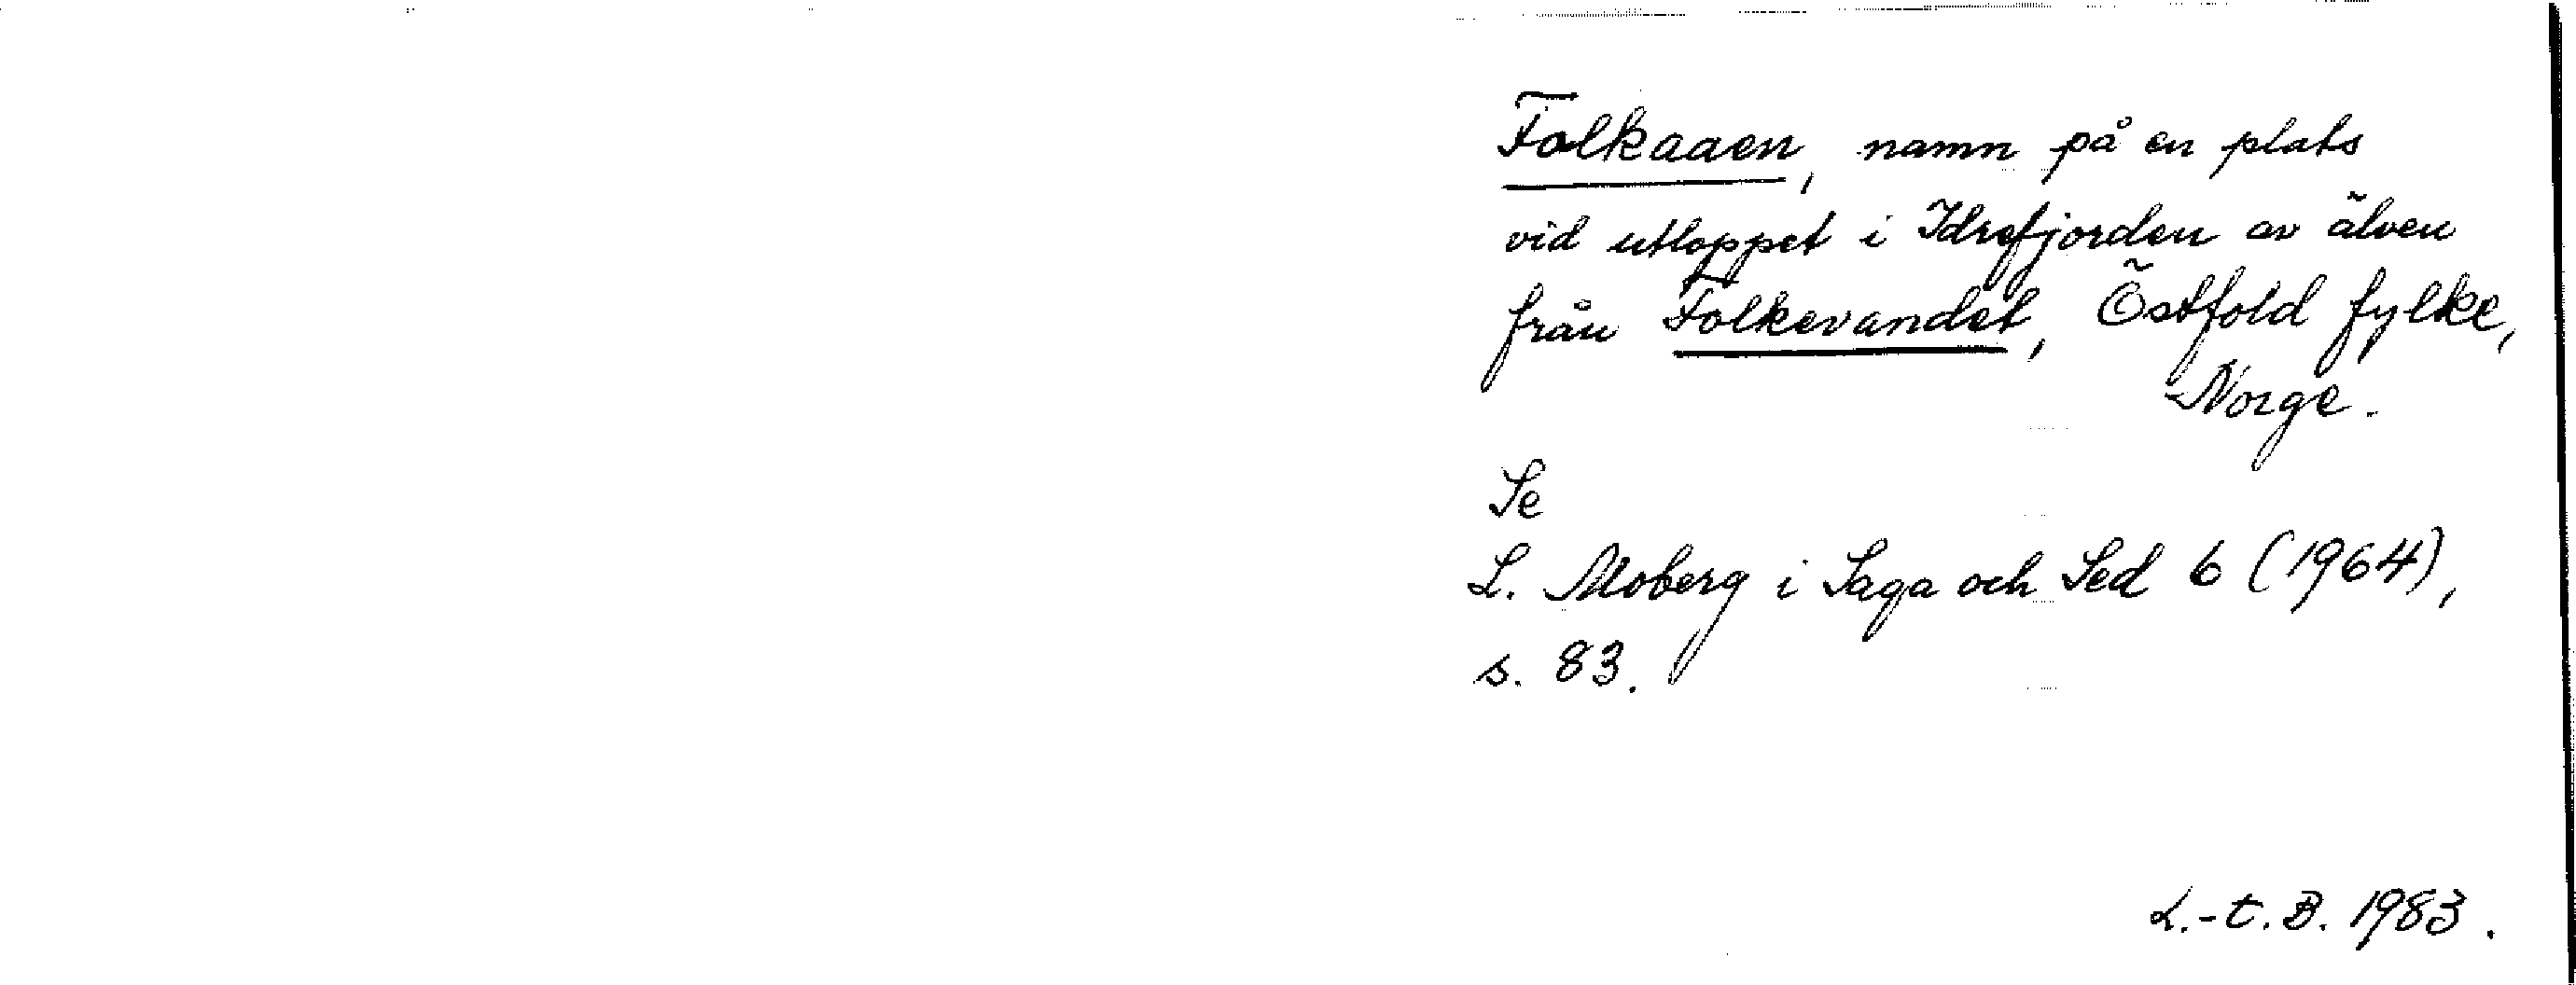 Folkaaen, namn på en plats
vid utloppet i Idrefjorden av älven
från Folkevandet, Östfold fylke,
Norge.
Se
L. Moberg i Saga och Sed 6 (1964),
s. 83.
L.-t. B. 1983.